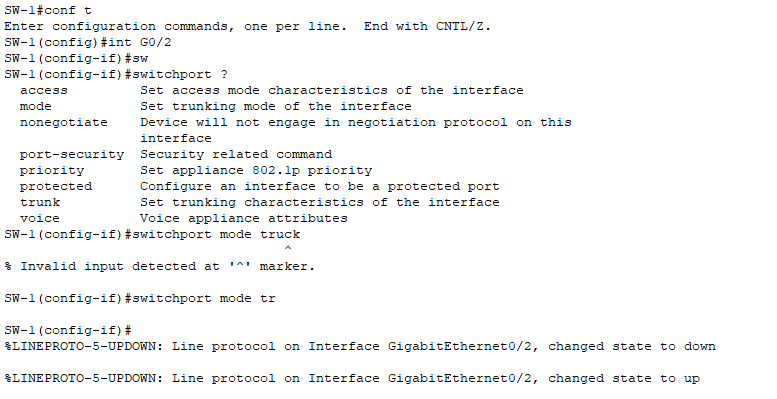 SW-1#conf t
Enter configuration commands, one per line.  End with CNTL/Z.
SW-1(config)#int G0/2
SW-1(config-if)#sw
SW-1(config-if)#switchport ?
  access         Set access mode characteristics of the interface
  mode           Set trunking mode of the interface
  nonegotiate    Device will not engage in negotiation protocol on this
                 interface
  port-security  Security related command
  priority       Set appliance 802.1p priority
  protected      Configure an interface to be a protected port
  trunk          Set trunking characteristics of the interface
  voice          Voice appliance attributes
SW-1(config-if)#switchport mode truck
                                   ^
% Invalid input detected at '^' marker.
SW-1(config-if)#switchport mode tr
SW-1(config-if)#
%LINEPROTO-5-UPDOWN: Line protocol on Interface GigabitEthernet0/2, changed state to down
%LINEPROTO-5-UPDOWN: Line protocol on Interface GigabitEthernet0/2, changed state to up